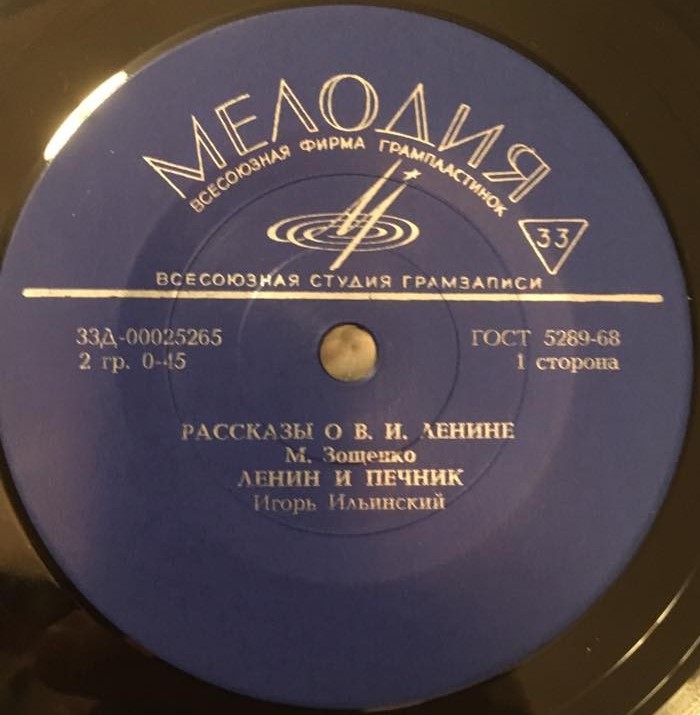 МЕЛОДИЯ
ВСЕСОЮЗНАЯ ФИРМА ГРАМПЛАСТИНОК
33
ВСЕСОЮЗНАЯ СТУДИЯ ГРАМЗАПИСИ
33Д-00025265
ГОСТ 5289-68
2 гр. 0-45
1 сторона
РАССКАЗЫ О В. И. ЛЕНИНЕ
М. Зощенко
ЛЕНИН И ПЕЧНИК
Игорь Ильинский